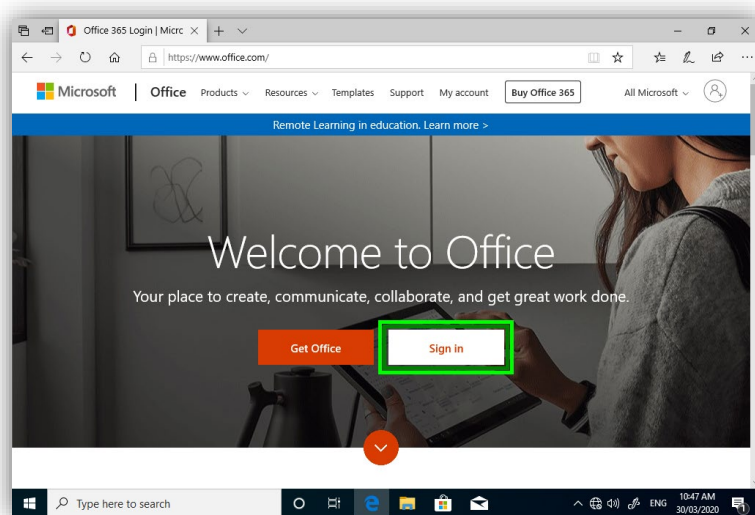 Office 365 Login | Micrc
https://www.office.com/
Microsoft Office Products Resources Templates Support My account Buy Office 365 All Microsoft
Remote Learning in education. Learn more >
Welcome to Office
Your place to create, communicate, collaborate, and get great work done.
Get Office Sign in
Type here to search ENG 10:47 AM
30/03/2020